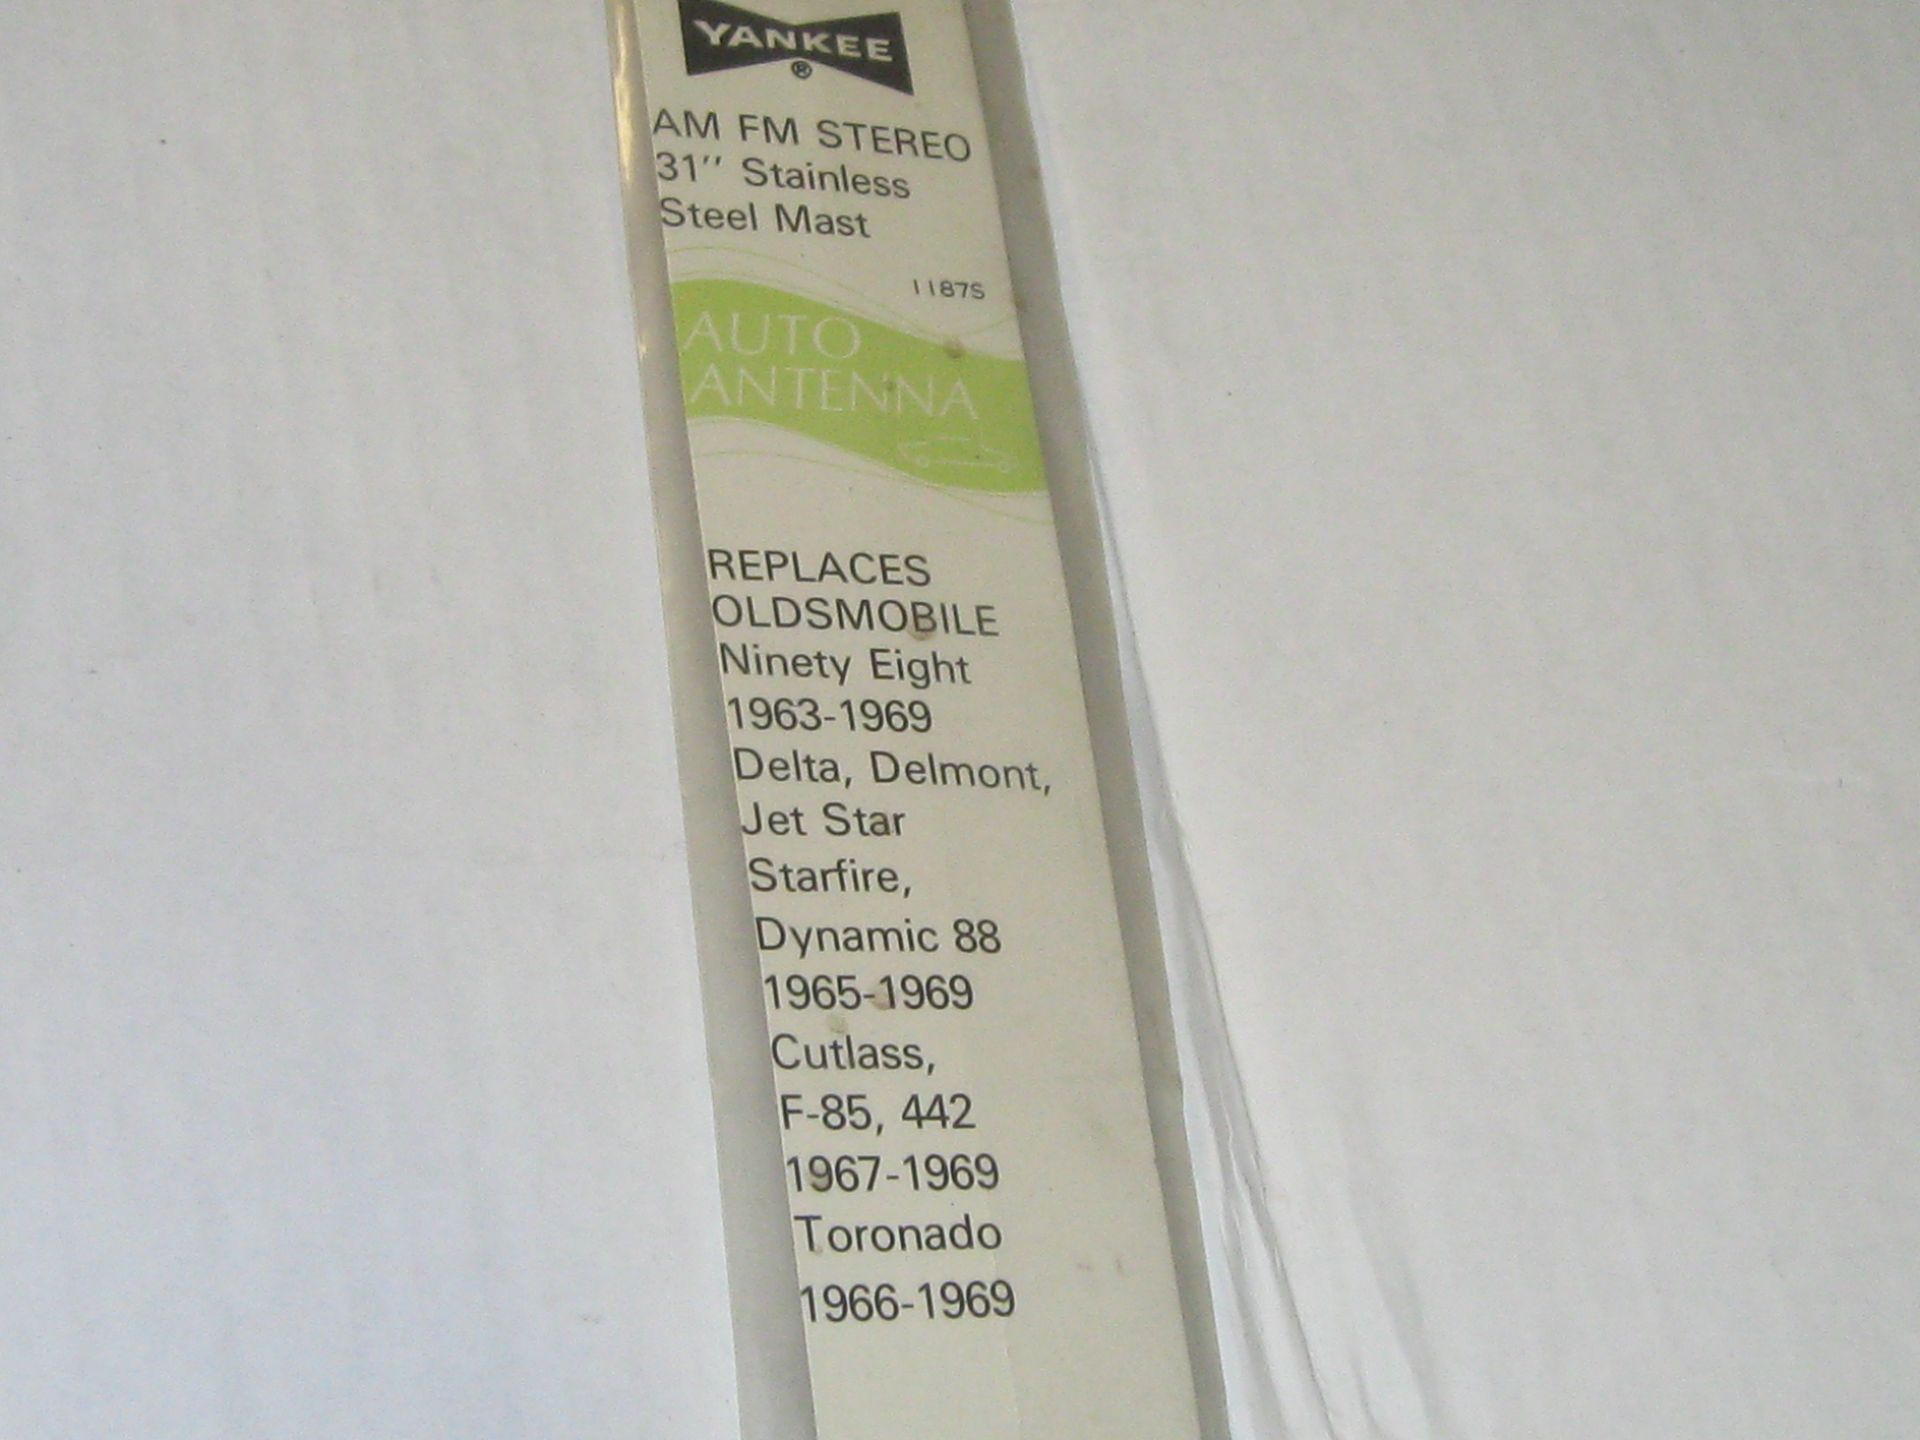 YANKEE
®
AM FM STEREO
31" Stainless
Steel Mast
1187S
AUTO
ANTENNA
REPLACES
OLDSMOBILE
Ninety Eight
1963-1969
Delta, Delmont,
Jet Star
Starfire,
Dynamic 88
1965-1969
Cutlass,
F-85, 442
1967-1969
Toronado
1966-1969